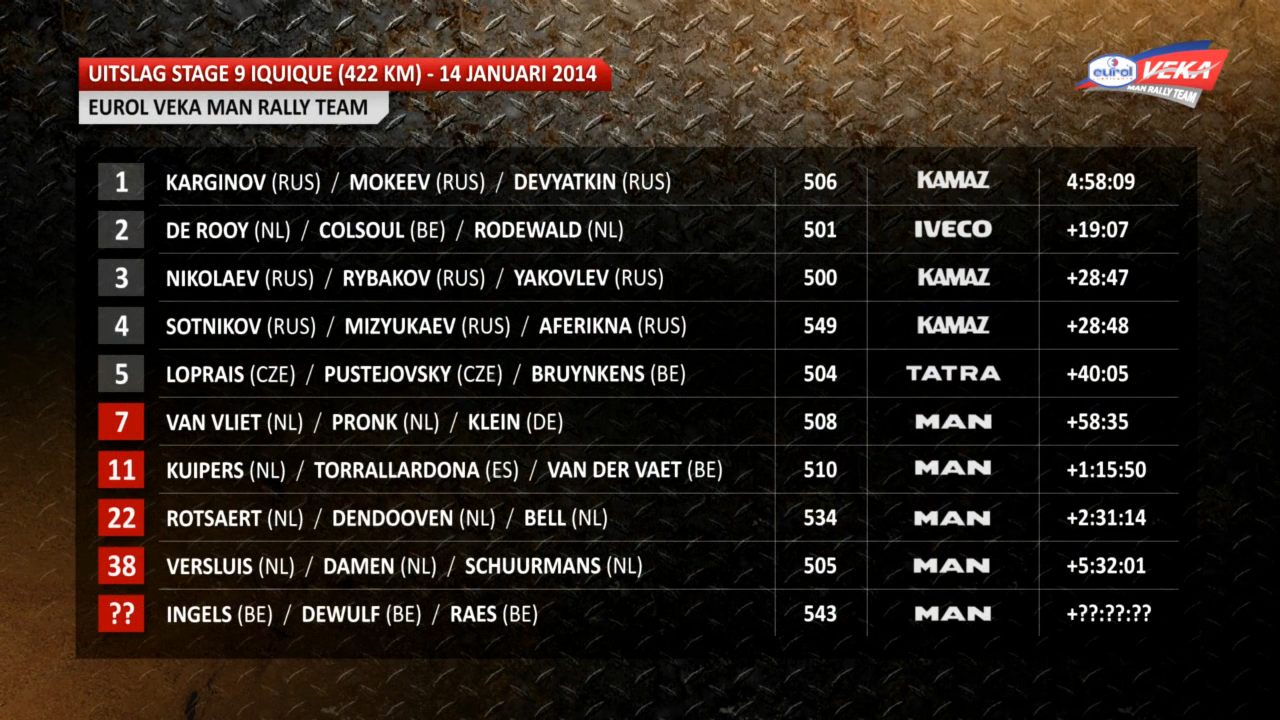 UITSLAG STAGE 9 IQUIQUE (422 KM) - 14 JANUARI 2014
EUROL VEKA MAN RALLY TEAM
eurol VEKA
MAN RALLY TEAM
1 KARGINOV (RUS) / MOKEEV (RUS) / DEVYATKIN (RUS) 506 KAMAZ 4:58:09
2 DE ROOY (NL) / COLSOUL (BE) / RODEWALD (NL) 501 IVECO +19:07
3 NIKOLAEV (RUS) / RYBAKOV (RUS) / YAKOVLEV (RUS) 500 KAMAZ +28:47
4 SOTNIKOV (RUS) / MIZYUKAEV (RUS) / AFERIKNA (RUS) 549 KAMAZ +28:48
5 LOPRAIS (CZE) / PUSTEJOVSKY (CZE) / BRUYNKENS (BE) 504 TATRA +40:05
7 VAN VLIET (NL) / PRONK (NL) / KLEIN (DE) 508 MAN +58:35
11 KUIPERS (NL) / TORRALLARDONA (ES) / VAN DER VAET (BE) 510 MAN +1:15:50
22 ROTSAERT (NL) / DENDOOVEN (NL) / BELL (NL) 534 MAN +2:31:14
38 VERSLUIS (NL) / DAMEN (NL) / SCHUURMANS (NL) 505 MAN +5:32:01
?? INGELS (BE) / DEWULF (BE) / RAES (BE) 543 MAN +??:??:??